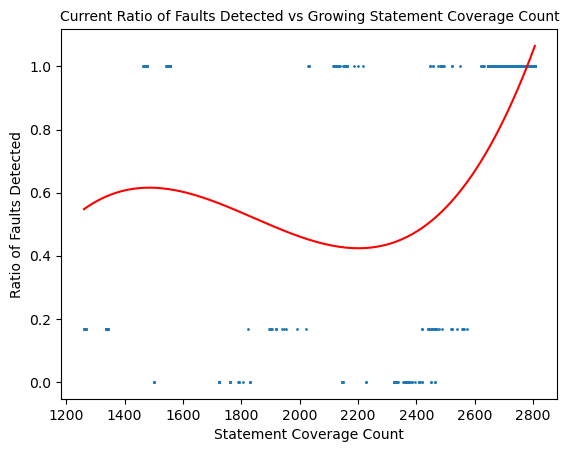 Current Ratio of Faults Detected vs Growing Statement Coverage Count
Ratio of Faults Detected
1.0
0.8
0.6
0.4
0.2
0.0
1200 1400 1600 1800 2000 2200 2400 2600 2800
Statement Coverage Count